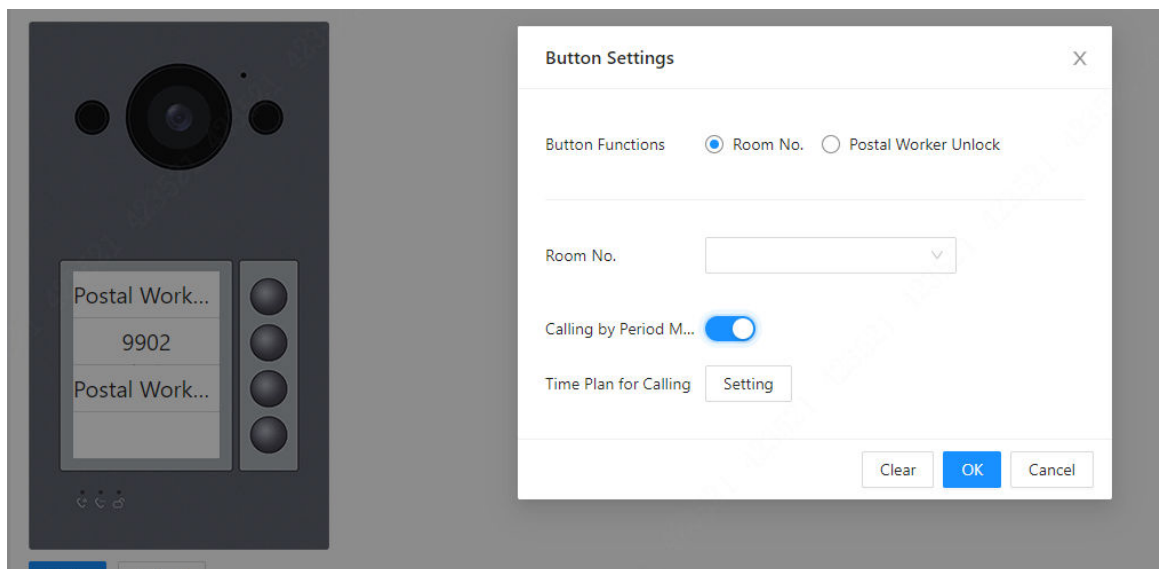 Button Settings
Button Functions Room No. Postal Worker Unlock
Room No.
Calling by Period M...
Time Plan for Calling Setting
Clear OK Cancel
Postal Work...
9902
Postal Work...